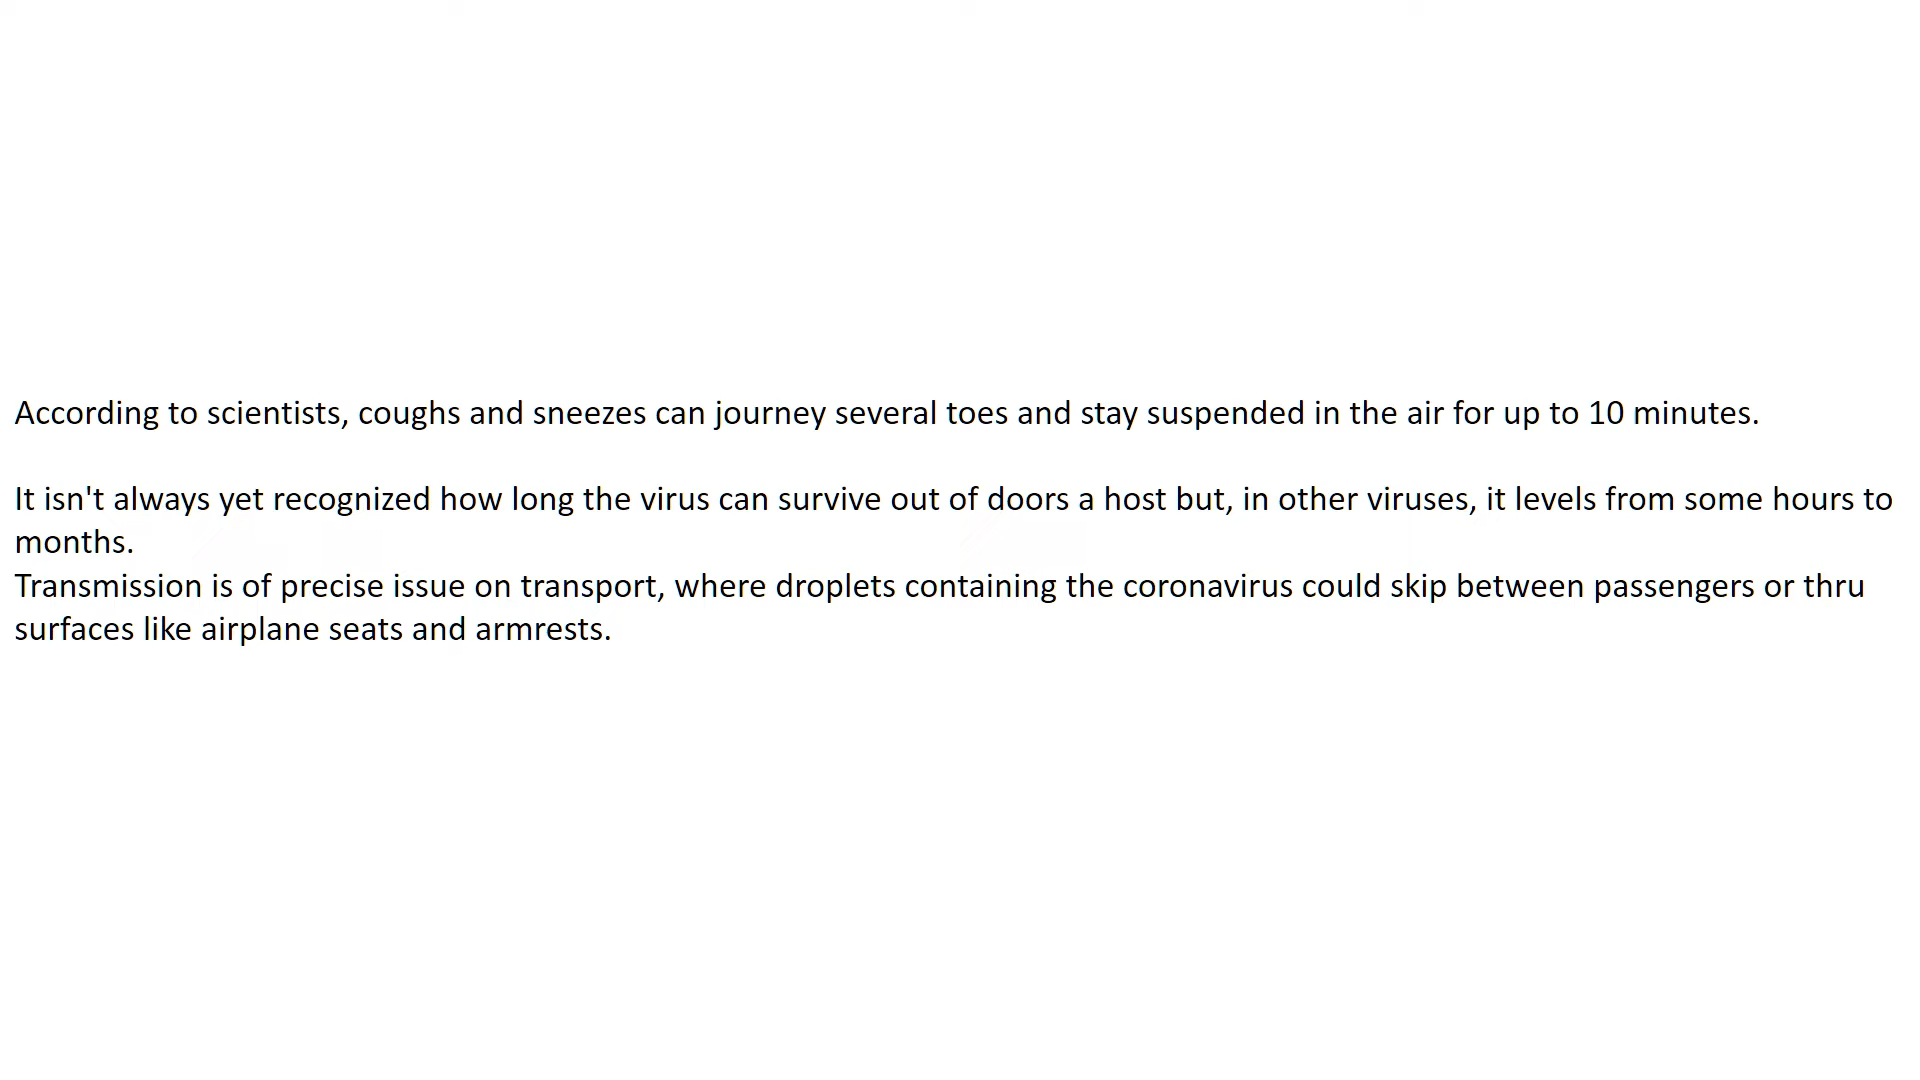 According to scientists, coughs and sneezes can journey several toes and stay suspended in the air for up to 10 minutes.
It isn't always yet recognized how long the virus can survive out of doors a host but, in other viruses, it levels from some hours to
months.
Transmission is of precise issue on transport, where droplets containing the coronavirus could skip between passengers or thru
surfaces like airplane seats and armrests.